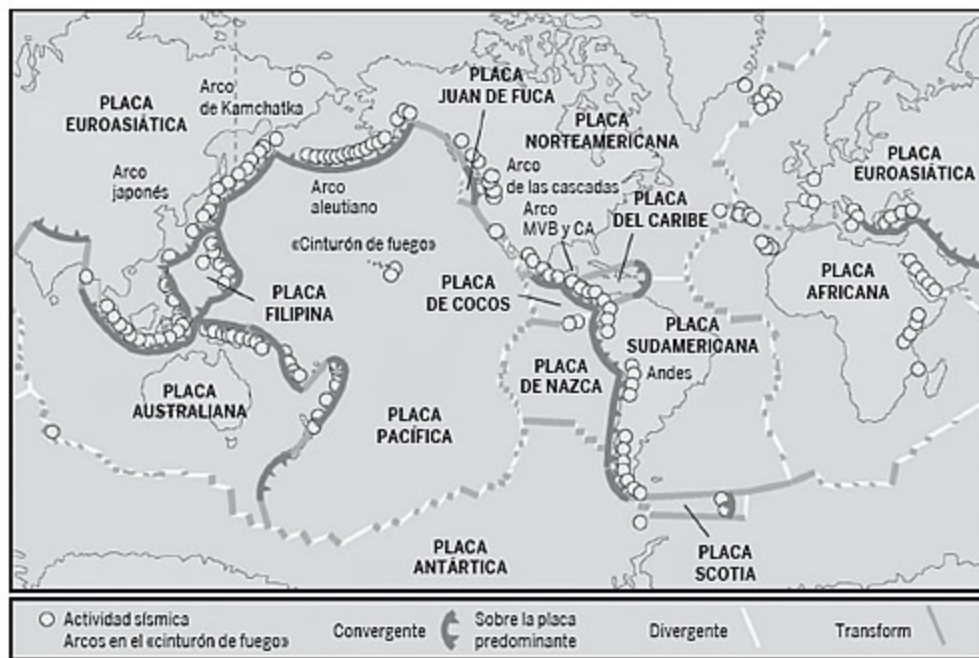 PLACA
EUROASIÁTICA
Arco
de Kamchatka
PLACA
JUAN DE FUCA
PLACA
NORTEAMERICANA
PLACA
EUROASIÁTICA
Arco
japonés
Arco
aleutiano
Arco
de las cascadas
Arco
MVB y CA
PLACA
DEL CARIBE
«Cinturón de fuego»
PLACA
FILIPINA
PLACA
DE COCOS
PLACA
AFRICANA
PLACA
SUDAMERICANA
PLACA
DE NAZCA
Andes
PLACA
AUSTRALIANA
PLACA
PACÍFICA
PLACA
ANTÁRTICA
PLACA
SCOTIA
Actividad sísmica
Arcos en el «cinturón de fuego»
Convergente
Sobre la placa
predominante
Divergente
Transform